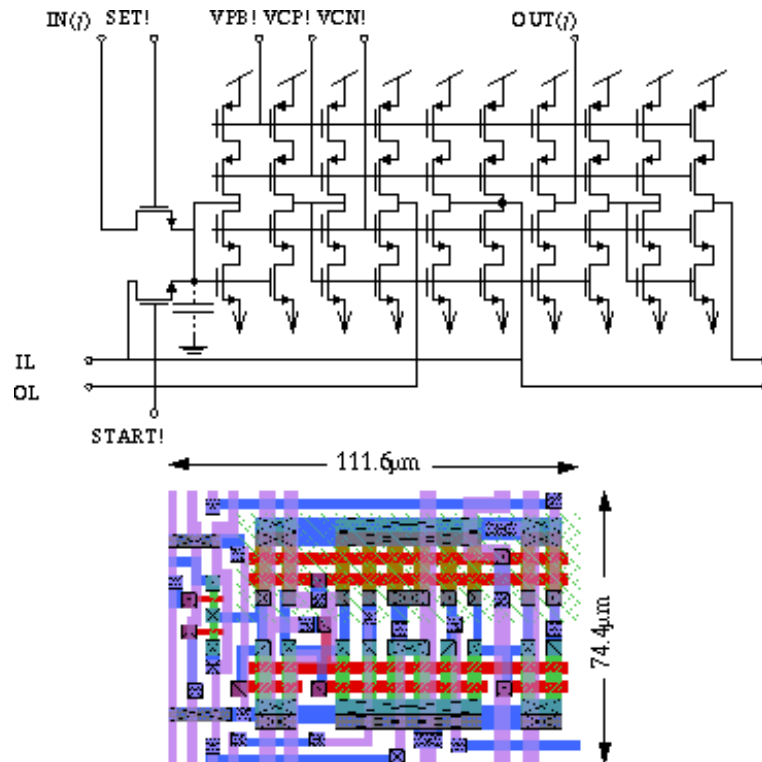 IN(j) SET! VPB! VCP! VCN! OUT(j)
IL
OL
START!
111.6μm
74.4μm